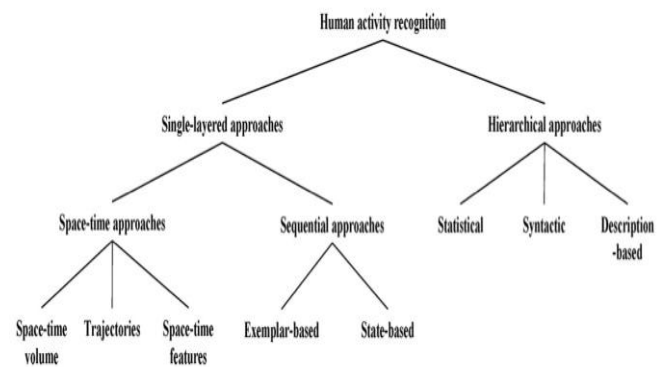 Human activity recognition
Single-layered approaches
Hierarchical approaches
Space-time approaches
Sequential approaches
Statistical
Syntactic
Description
-based
Space-time
volume
Trajectories
Space-time
features
Exemplar-based
State-based